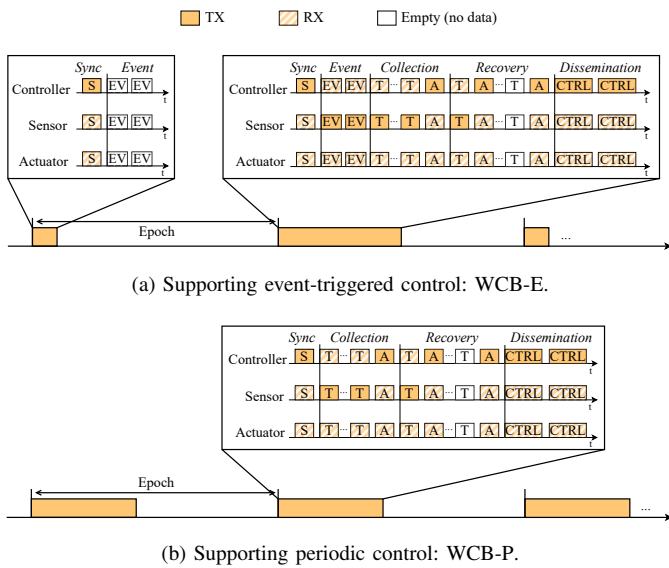 TX RX Empty (no data)
Sync Event
Controller S EV EV t
Sensor S EV EV t
Actuator S EV EV t
Sync Event Collection Recovery Dissemination
Controller S EV EV T ... T A T A ... T A CTRL CTRL t
Sensor S EV EV T ... T A T A ... T A CTRL CTRL t
Actuator S EV EV T ... T A T A ... T A CTRL CTRL t
Epoch ...
(a) Supporting event-triggered control: WCB-E.
Sync Collection Recovery Dissemination
Controller S T ... T A T A ... T A CTRL CTRL t
Sensor S T ... T A T A ... T A CTRL CTRL t
Actuator S T ... T A T A ... T A CTRL CTRL t
Epoch ...
(b) Supporting periodic control: WCB-P.